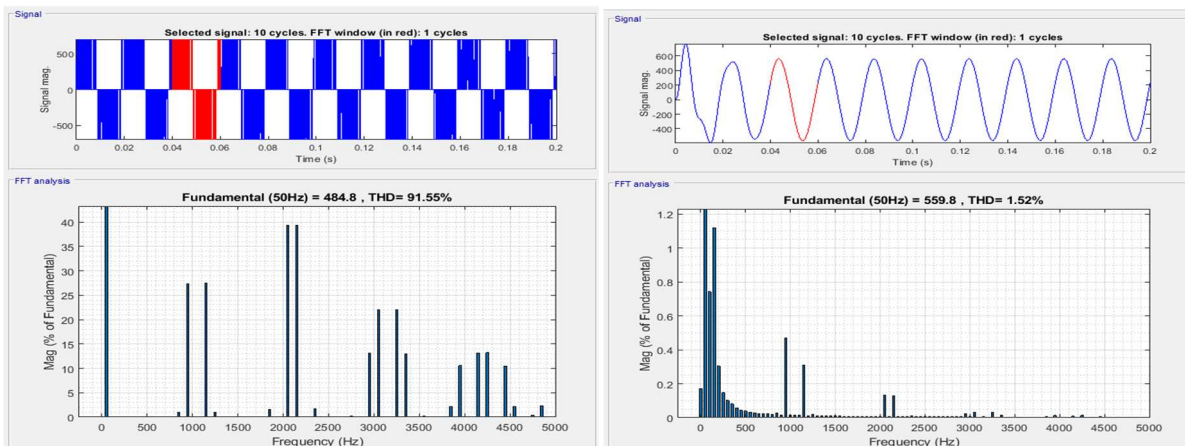 Signal
Selected signal: 10 cycles. FFT window (in red): 1 cycles
500
0
-500
Signal mag.
0 0.02 0.04 0.06 0.08 0.1 0.12 0.14 0.16 0.18 0.2
Time (s)
FFT analysis
Fundamental (50Hz) = 484.8 , THD= 91.55%
40
35
30
25
20
15
10
5
0
Mag (% of Fundamental)
0 500 1000 1500 2000 2500 3000 3500 4000 4500 5000
Frequency (Hz)
Signal
Selected signal: 10 cycles. FFT window (in red): 1 cycles
600
400
200
0
-200
-400
Signal mag.
0 0.02 0.04 0.06 0.08 0.1 0.12 0.14 0.16 0.18 0.2
Time (s)
FFT analysis
Fundamental (50Hz) = 559.8 , THD= 1.52%
1.2
1
0.8
0.6
0.4
0.2
0
Mag (% of Fundamental)
0 500 1000 1500 2000 2500 3000 3500 4000 4500 5000
Frequency (Hz)